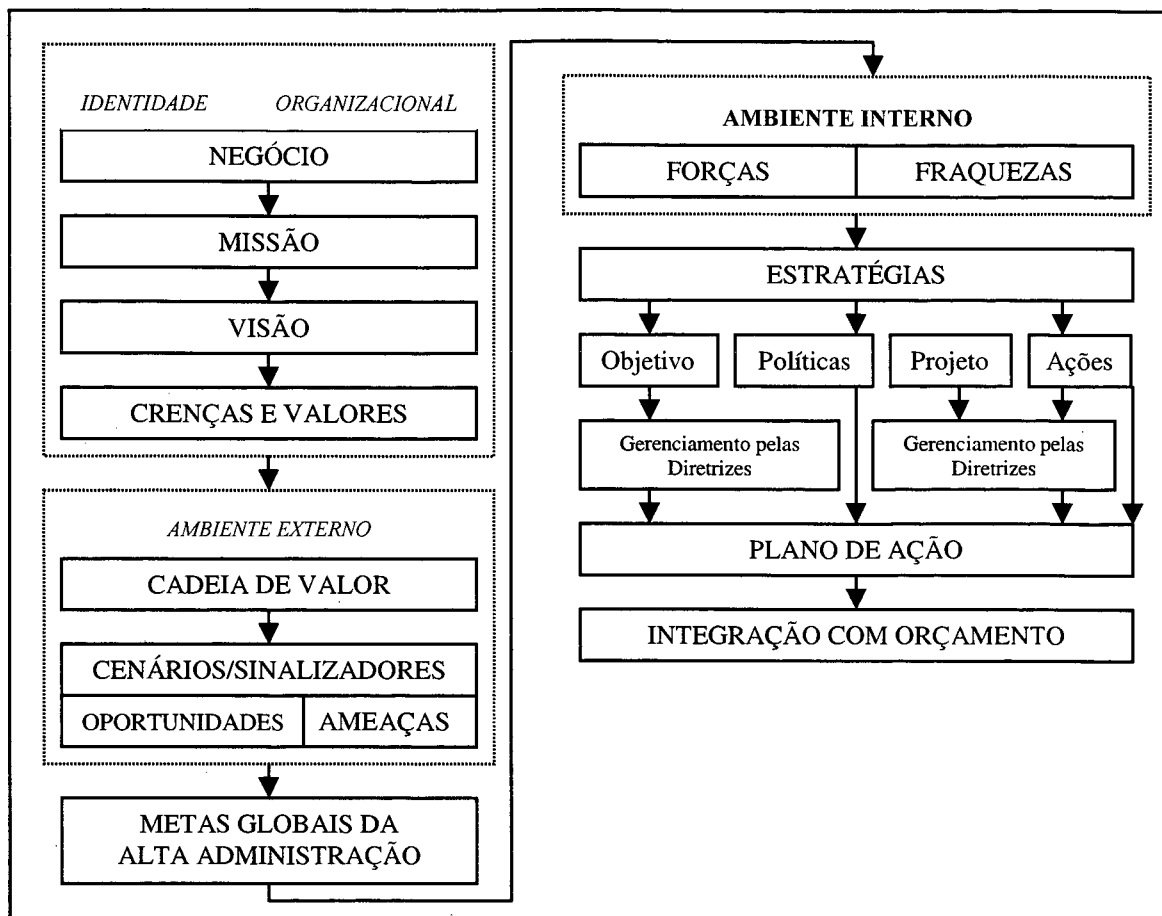 IDENTIDADE ORGANIZACIONAL
NEGÓCIO
MISSÃO
VISÃO
CRENÇAS E VALORES
AMBIENTE EXTERNO
CADEIA DE VALOR
CENÁRIOS/SINALIZADORES
OPORTUNIDADES
AMEAÇAS
METAS GLOBAIS DA
ALTA ADMINISTRAÇÃO
AMBIENTE INTERNO
FORÇAS
FRAQUEZAS
ESTRATÉGIAS
Objetivo
Políticas
Projeto
Ações
Gerenciamento pelas
Diretrizes
Gerenciamento pelas
Diretrizes
PLANO DE AÇÃO
INTEGRAÇÃO COM ORÇAMENTO